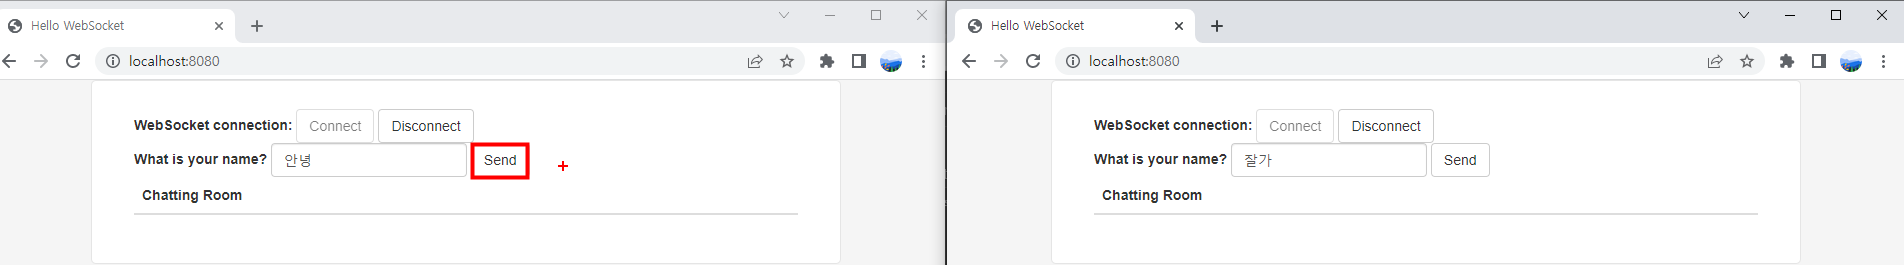 Hello WebSocket
localhost:8080
WebSocket connection: Connect Disconnect
What is your name? 안녕 Send
Chatting Room
Hello WebSocket
localhost:8080
WebSocket connection: Connect Disconnect
What is your name? 잘가 Send
Chatting Room